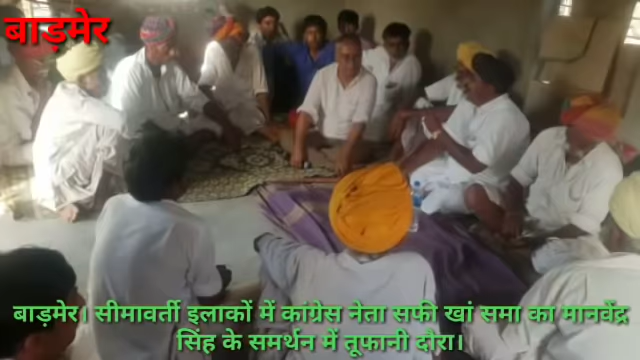 बाड़मेर
बाड़मेर। सीमावर्ती इलाकों में कांग्रेस नेता सफी खां समा का मानवेंद्र
सिंह के समर्थन में तूफानी दौरा।